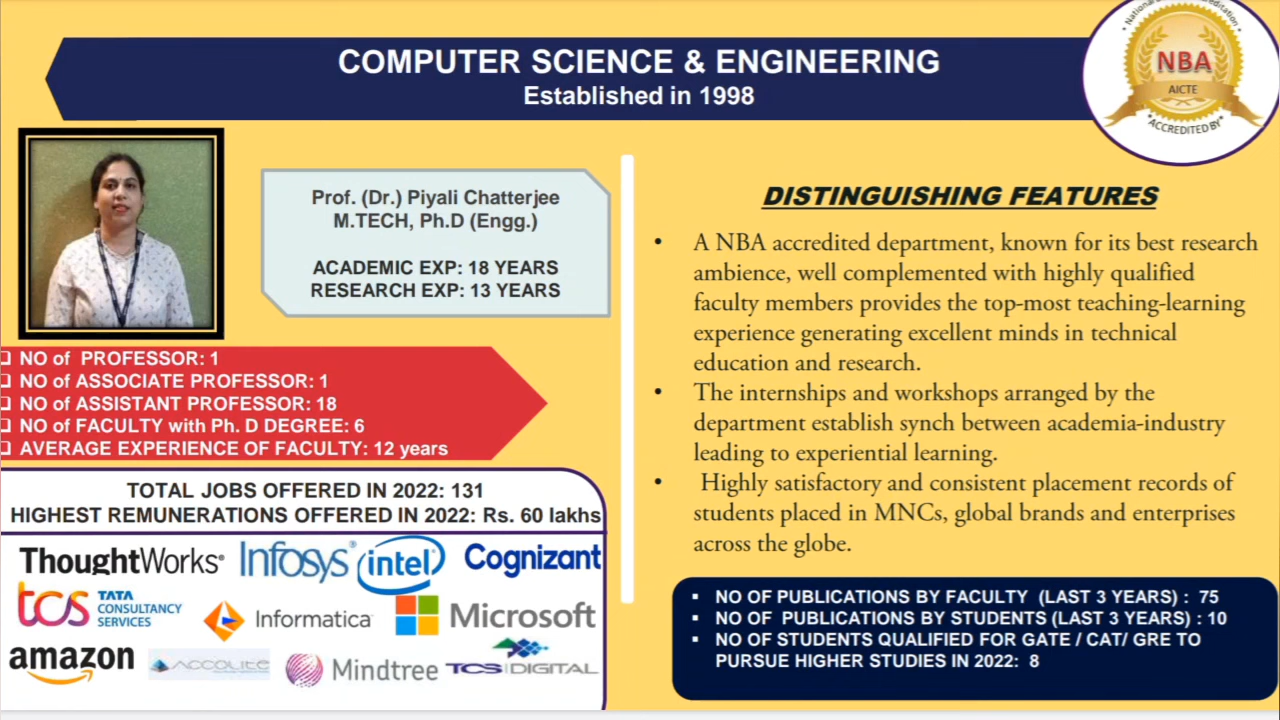 COMPUTER SCIENCE & ENGINEERING
Established in 1998
NBA
AICTE
ACCREDITED BY
Prof. (Dr.) Piyali Chatterjee
M.TECH, Ph.D (Engg.)
ACADEMIC EXP: 18 YEARS
RESEARCH EXP: 13 YEARS
NO of PROFESSOR: 1
NO of ASSOCIATE PROFESSOR: 1
NO of ASSISTANT PROFESSOR: 18
NO of FACULTY with Ph. D DEGREE: 6
AVERAGE EXPERIENCE OF FACULTY: 12 years
TOTAL JOBS OFFERED IN 2022: 131
HIGHEST REMUNERATIONS OFFERED IN 2022: Rs. 60 lakhs
ThoughtWorks® Infosys® intel Cognizant
tcs TATA
CONSULTANCY
SERVICES
Informatica Microsoft
amazon ACCOLITE Mindtree TCS DIGITAL
DISTINGUISHING FEATURES
• A NBA accredited department, known for its best research
ambience, well complemented with highly qualified
faculty members provides the top-most teaching-learning
experience generating excellent minds in technical
education and research.
• The internships and workshops arranged by the
department establish synch between academia-industry
leading to experiential learning.
• Highly satisfactory and consistent placement records of
students placed in MNCs, global brands and enterprises
across the globe.
▪ NO OF PUBLICATIONS BY FACULTY (LAST 3 YEARS) : 75
▪ NO OF PUBLICATIONS BY STUDENTS (LAST 3 YEARS) : 10
▪ NO OF STUDENTS QUALIFIED FOR GATE / CAT/ GRE TO
PURSUE HIGHER STUDIES IN 2022: 8